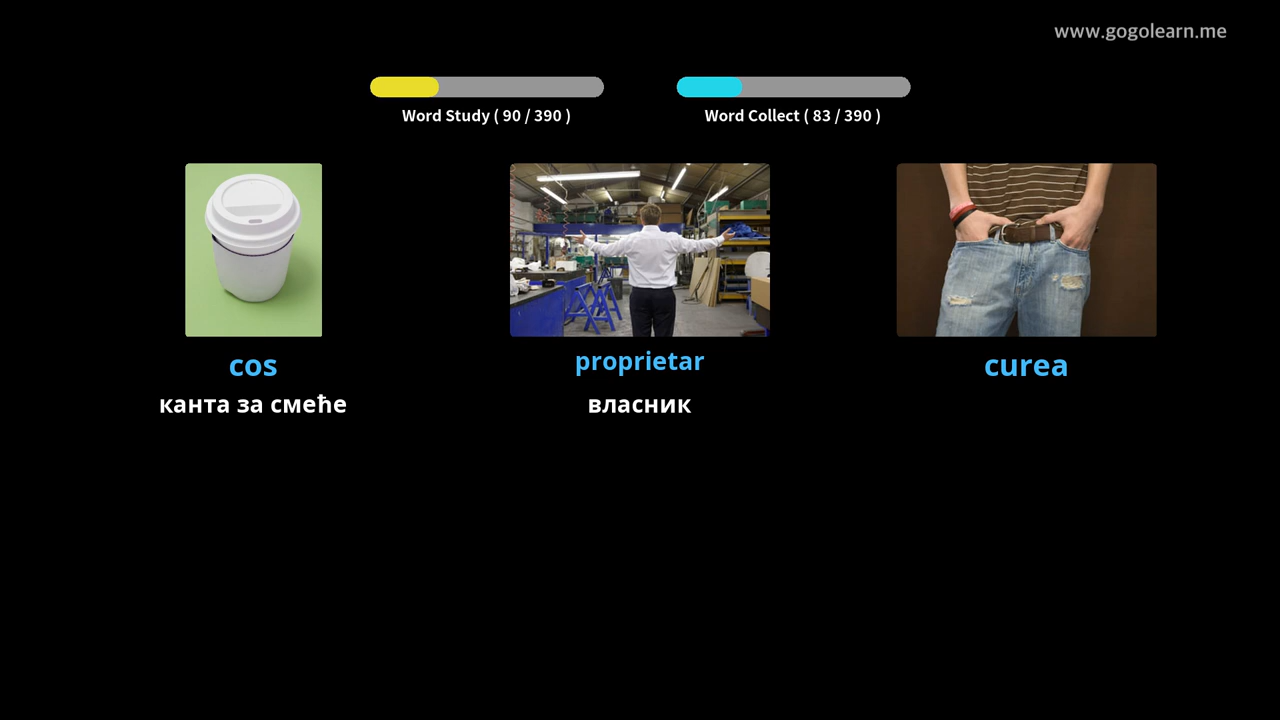 www.gogolearn.me
Word Study ( 90 / 390 )
Word Collect ( 83 / 390 )
cos
proprietar
curea
канта за смеће
власник